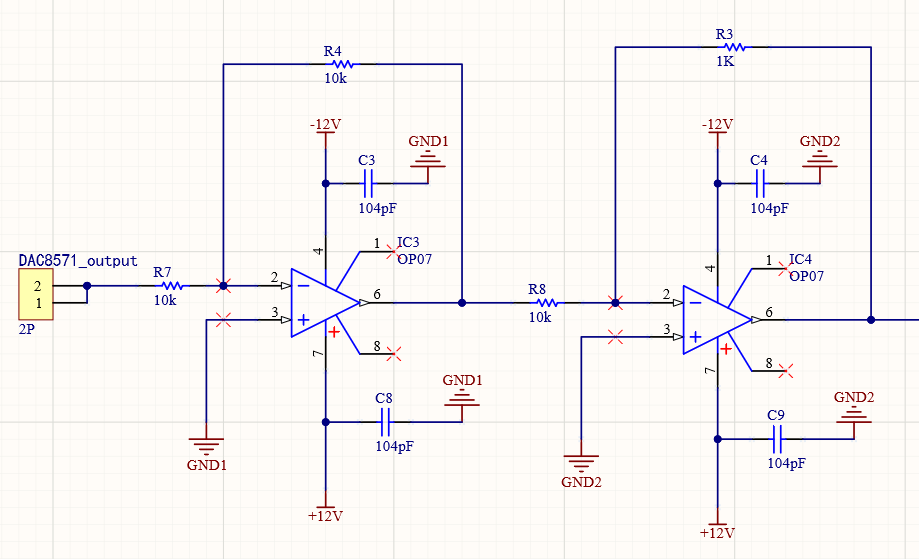 R4
10k
-12V
GND1
C3
104pF
4
1
IC3
OP07
DAC8571_output
2
1
2P
R7
10k
2
3
6
7
8
GND1
C8
104pF
GND1
+12V
R3
1K
-12V
GND2
C4
104pF
4
1
IC4
OP07
R8
10k
2
3
6
7
8
GND2
C9
104pF
GND2
+12V